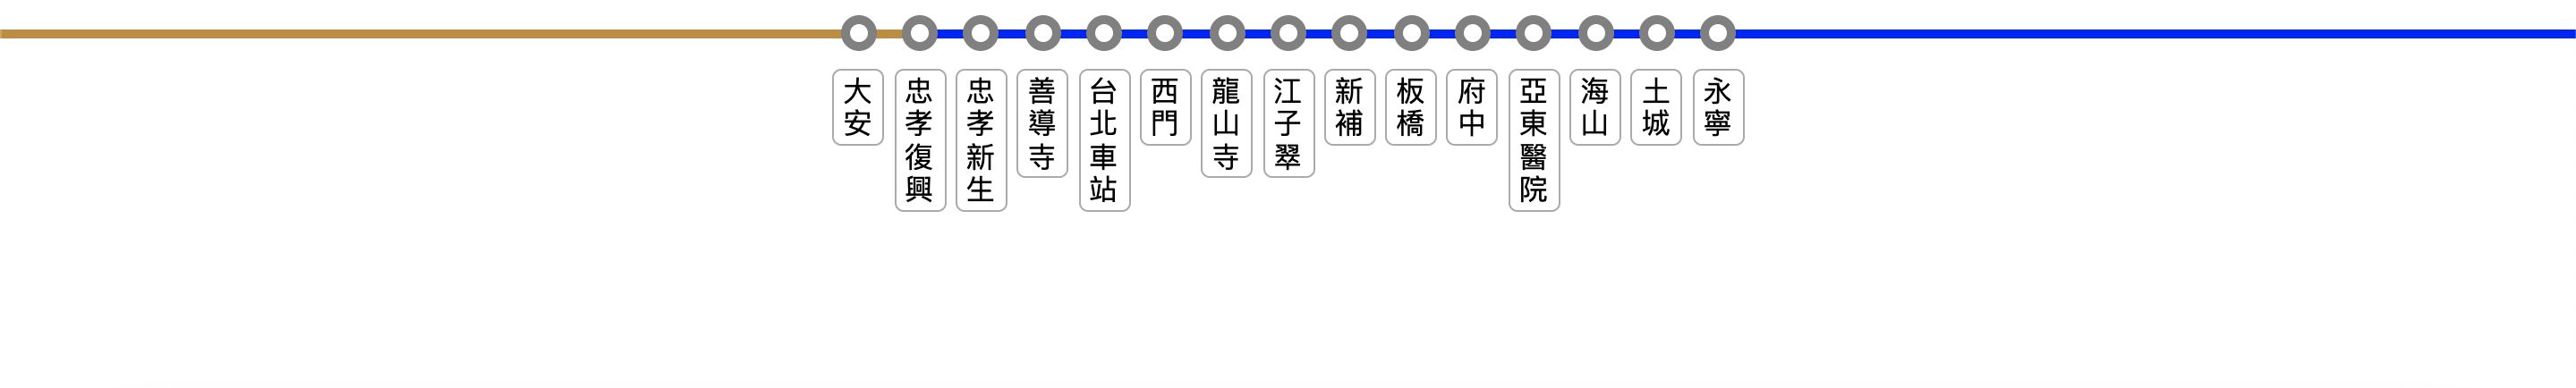 大安
忠孝復興
忠孝新生
善導寺
台北車站
西門
龍山寺
江子翠
新補
板橋
府中
亞東醫院
海山
土城
永寧